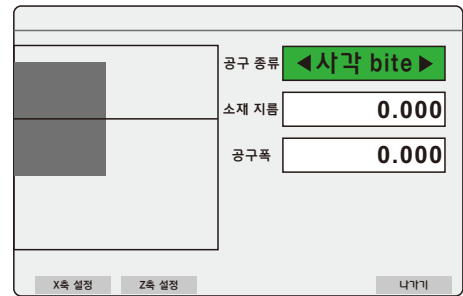 공구 종류 ◀사각 bite▶
소재 지름 0.000
공구폭 0.000
X축 설정 Z축 설정 나가기